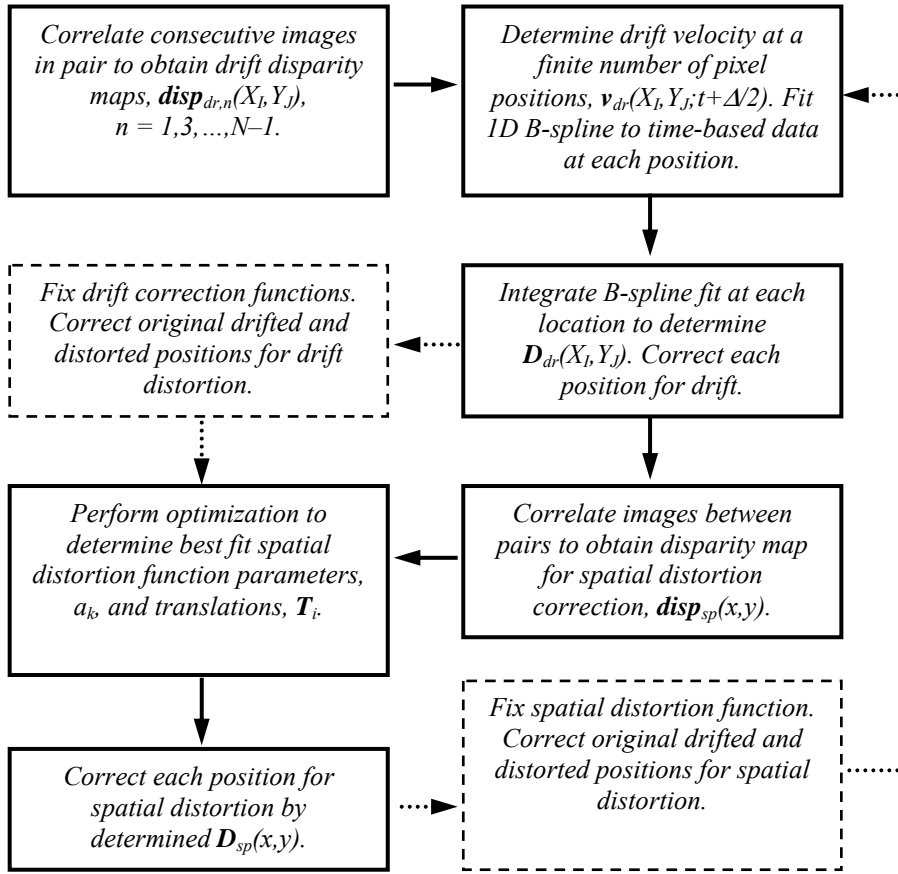 Correlate consecutive images
in pair to obtain drift disparity
maps, disp_dr,n(X_I,Y_J),
n = 1,3,…,N–1.
Determine drift velocity at a
finite number of pixel
positions, v_dr(X_I,Y_J;t+Δ/2). Fit
1D B-spline to time-based data
at each position.
Fix drift correction functions.
Correct original drifted and
distorted positions for drift
distortion.
Integrate B-spline fit at each
location to determine
D_dr(X_I,Y_J). Correct each
position for drift.
Perform optimization to
determine best fit spatial
distortion function parameters,
a_k, and translations, T_i.
Correlate images between
pairs to obtain disparity map
for spatial distortion
correction, disp_sp(x,y).
Correct each position for
spatial distortion by
determined D_sp(x,y).
Fix spatial distortion function.
Correct original drifted and
distorted positions for spatial
distortion.